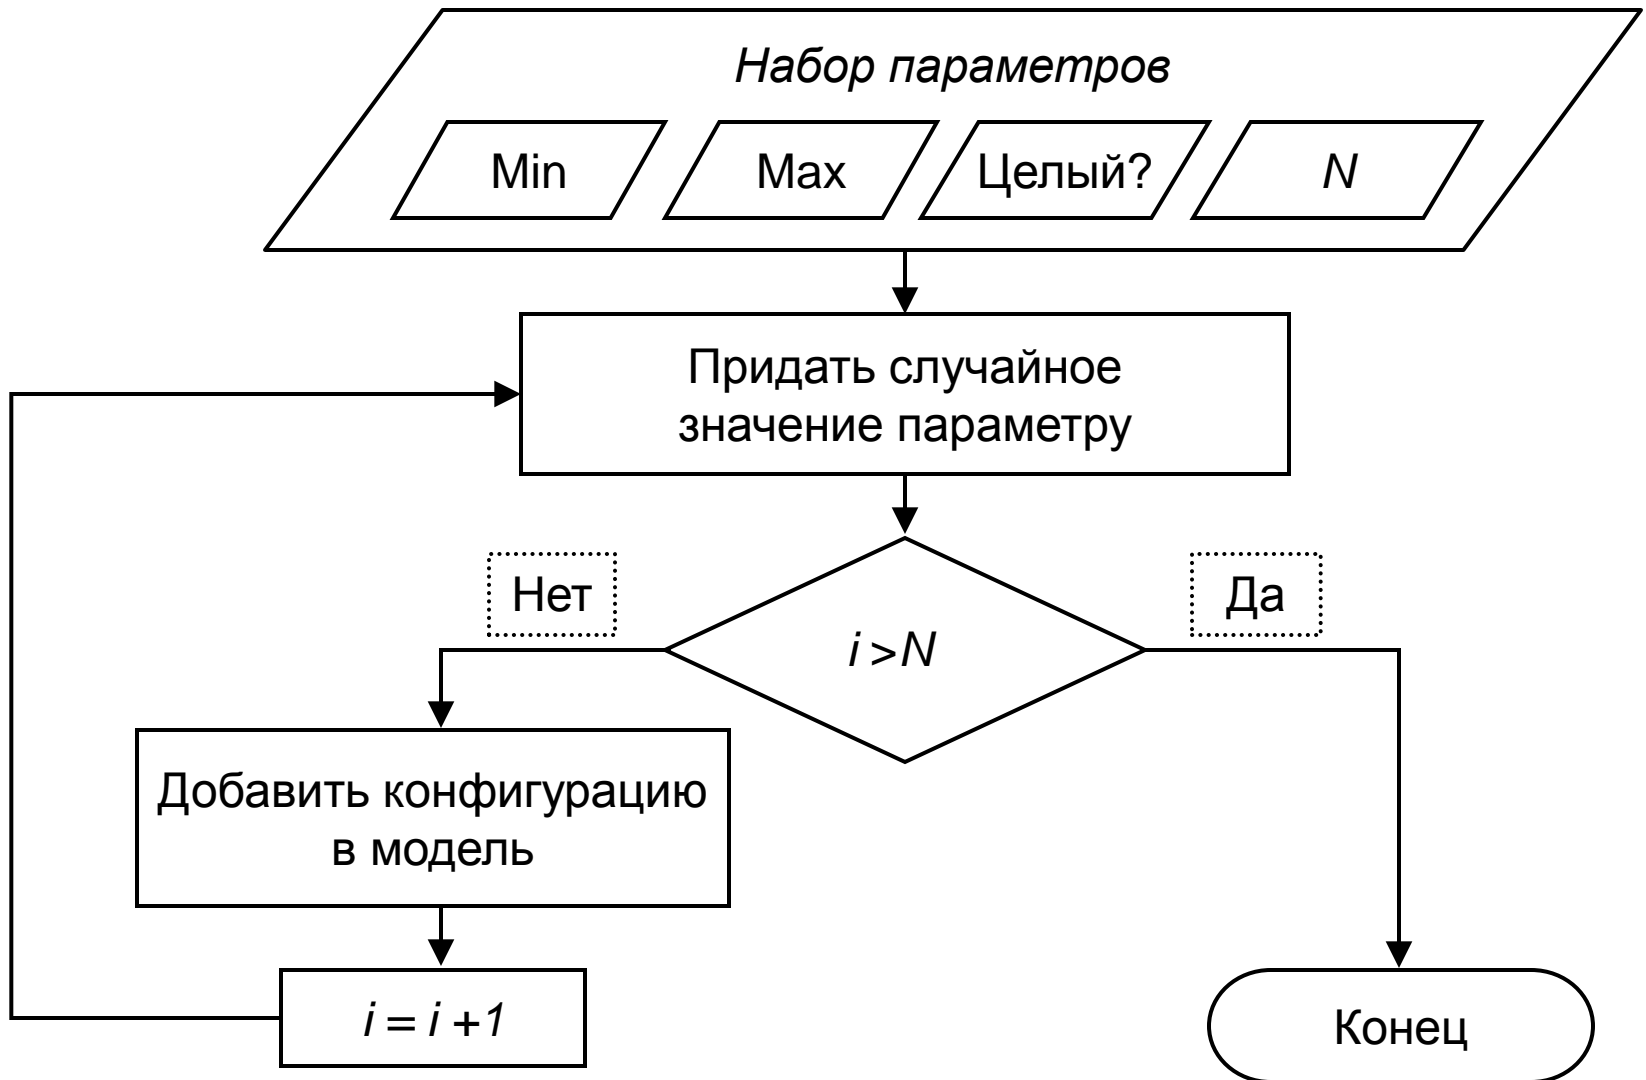 Набор параметров
Min
Max
Целый?
N
Придать случайное
значение параметру
Нет
Да
i >N
Добавить конфигурацию
в модель
i = i +1
Конец